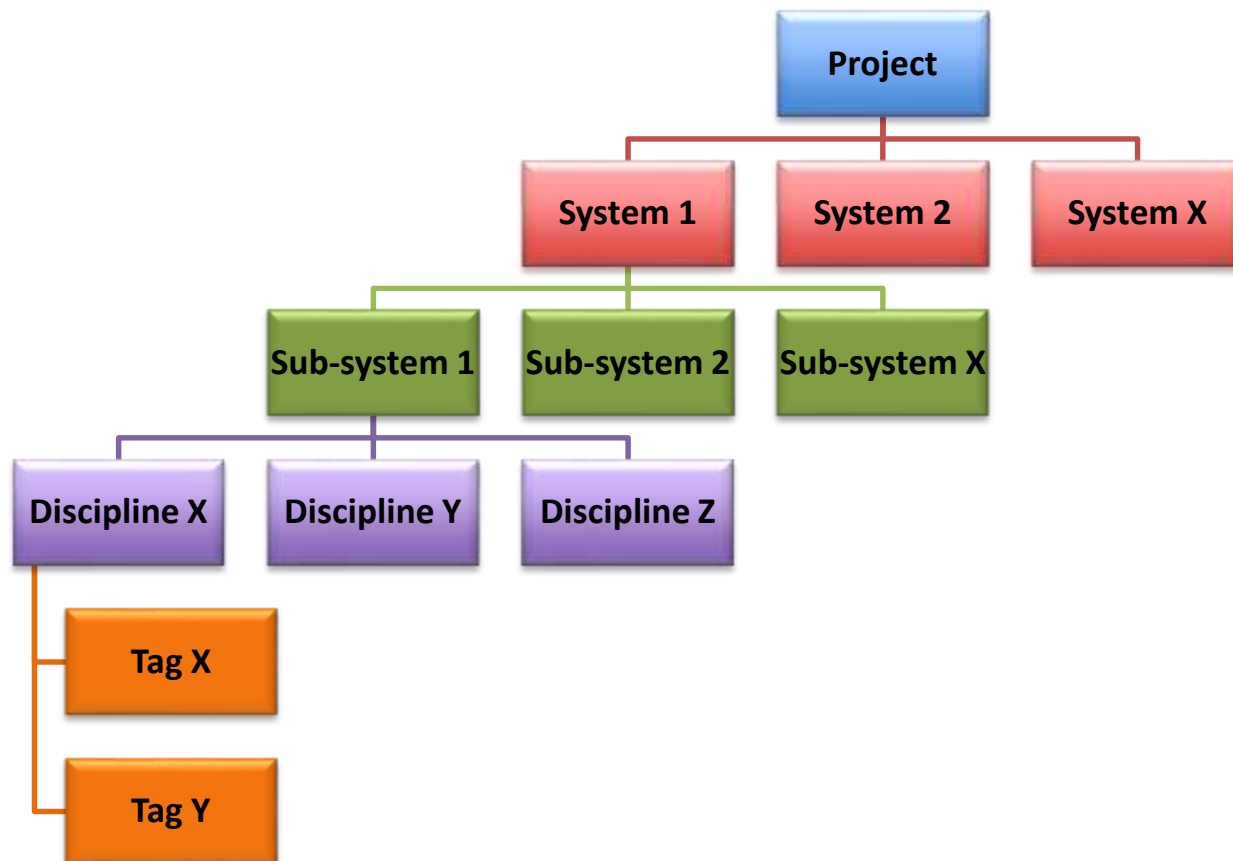 Project
System 1
System 2
System X
Sub-system 1
Sub-system 2
Sub-system X
Discipline X
Discipline Y
Discipline Z
Tag X
Tag Y